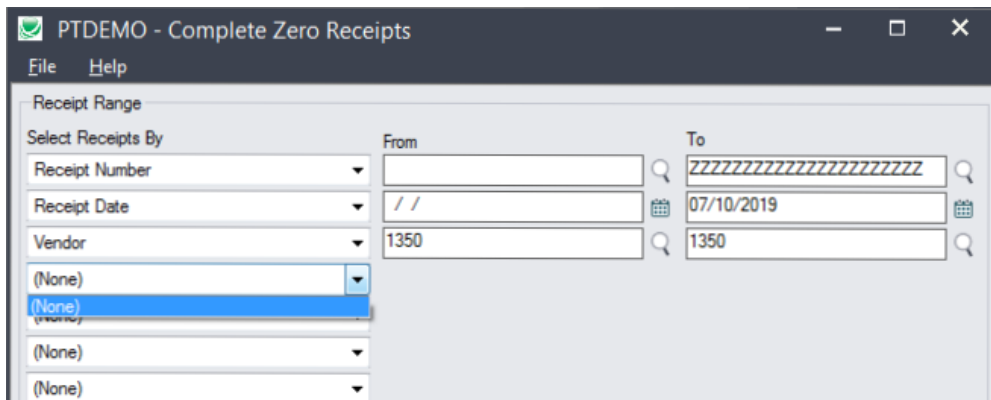 PTDEMO - Complete Zero Receipts
File Help
Receipt Range
Select Receipts By From To
Receipt Number ZZZZZZZZZZZZZZZZZZZZZZ
Receipt Date / / 07/10/2019
Vendor 1350 1350
(None)
(None)
(None)
(None)
(None)